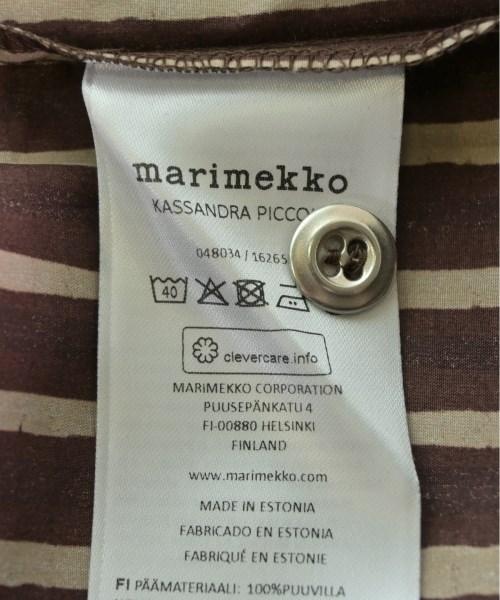 marimekko
KASSANDRA
048034 / 16265
40
clevercare.info
MARIMEKKO CORPORATION
PUUSEPÄNKATU 4
FI-00880 HELSINKI
FINLAND
www.marimekko.com
MADE IN ESTONIA
FABRICADO EN ESTONIA
FABRIQUÉ EN ESTONIE
FI PÄÄMATERIAALI: 100%PUUVILLA